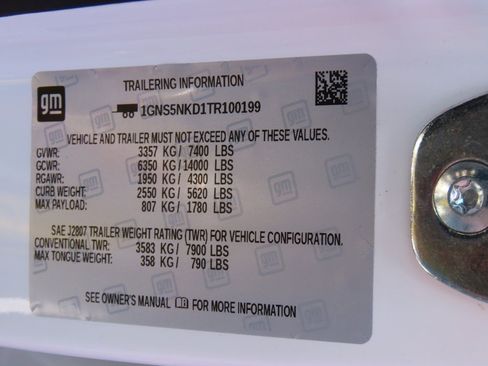 gm
TRAILERING INFORMATION
1GNS5NKD1TR100199
VEHICLE AND TRAILER MUST NOT EXCEED ANY OF THESE VALUES.
GVWR: 3357 KG / 7400 LBS
GCWR: 6350 KG / 14000 LBS
RGAWR: 1950 KG / 4300 LBS
CURB WEIGHT: 2550 KG / 5620 LBS
MAX PAYLOAD: 807 KG / 1780 LBS
SAE J2807 TRAILER WEIGHT RATING (TWR) FOR VEHICLE CONFIGURATION.
CONVENTIONAL TWR: 3583 KG / 7900 LBS
MAX TONGUE WEIGHT: 358 KG / 790 LBS
SEE OWNER'S MANUAL FOR MORE INFORMATION